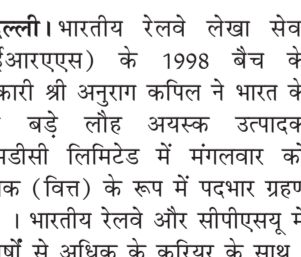 ल्ली। भारतीय रेलवे लेखा सेव
ईआरएएस) के 1998 बैच के
कारी श्री अनुराग कपिल ने भारत के
बड़े लौह अयस्क उत्पादक
मडीसी लिमिटेड में मंगलवार को
क (वित्त) के रूप में पदभार ग्रहण
। भारतीय रेलवे और सीपीएसयू में
र्षों से अधिक के करियर के साथ